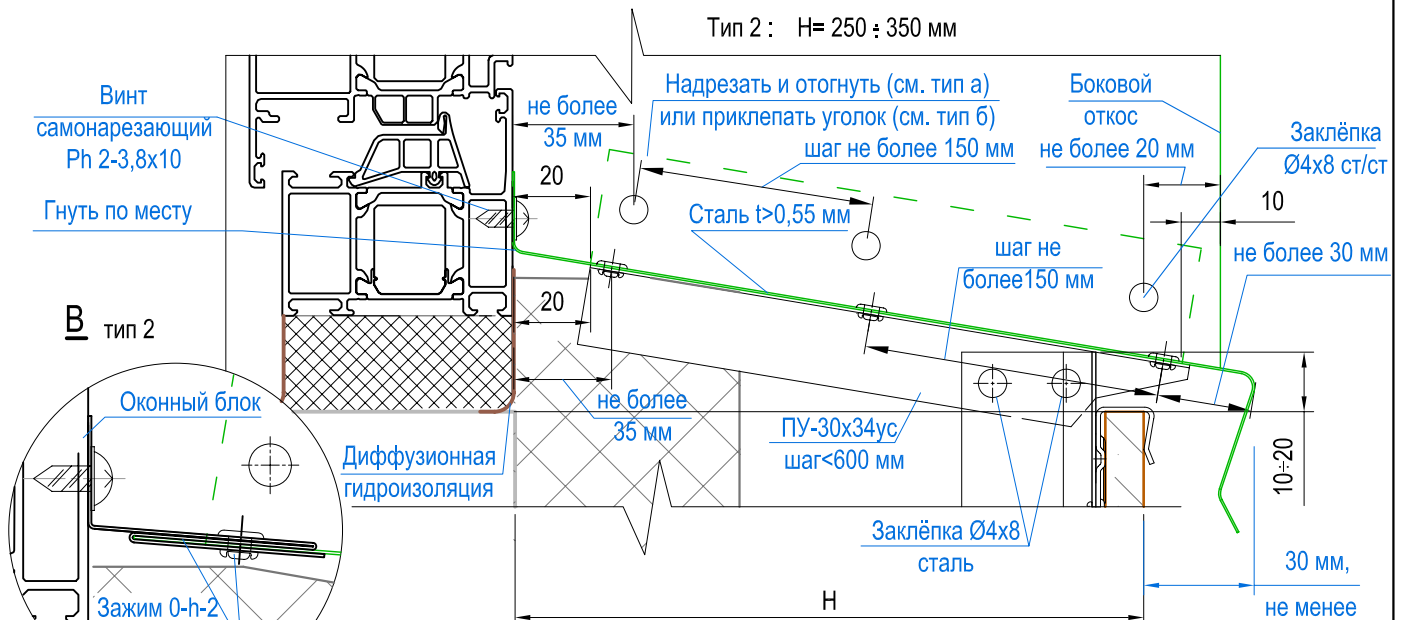 Тип 2 : H= 250 ÷ 350 мм
Винт
самонарезающий
Ph 2-3,8x10
Гнуть по месту
не более
35 мм
Надрезать и отогнуть (см. тип а)
или приклепать уголок (см. тип б)
шаг не более 150 мм
Боковой
откос
не более 20 мм
Заклёпка
Ø4x8 ст/ст
20
Сталь t>0,55 мм
10
не более 30 мм
шаг не
более150 мм
20
В тип 2
Оконный блок
не более
35 мм
Диффузионная
гидроизоляция
ПУ-30x34ус
шаг<600 мм
10÷20
Заклёпка Ø4x8
сталь
30 мм,
не менее
Зажим 0-h-2
H